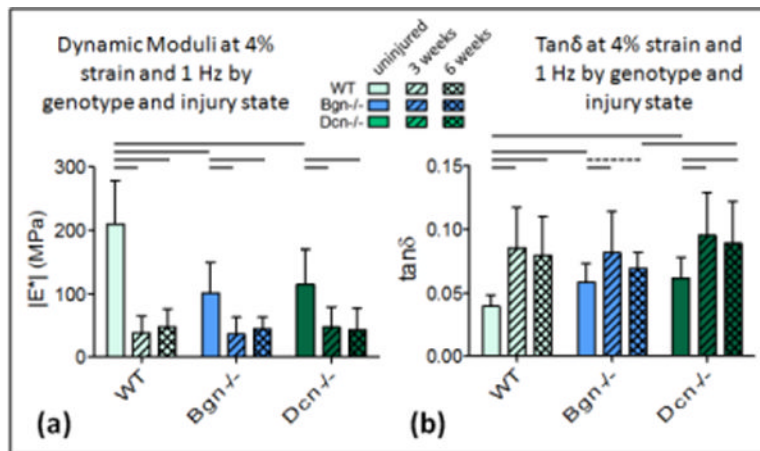 Dynamic Moduli at 4%
strain and 1 Hz by
genotype and injury state
uninjured
3 weeks
6 weeks
WT
Bgn-/-
Dcn-/-
Tanδ at 4% strain and
1 Hz by genotype and
injury state
|E*| (MPa)
300
200
100
0
WT
Bgn-/-
Dcn-/-
(a)
tanδ
0.15
0.10
0.05
0.00
WT
Bgn-/-
Dcn-/-
(b)